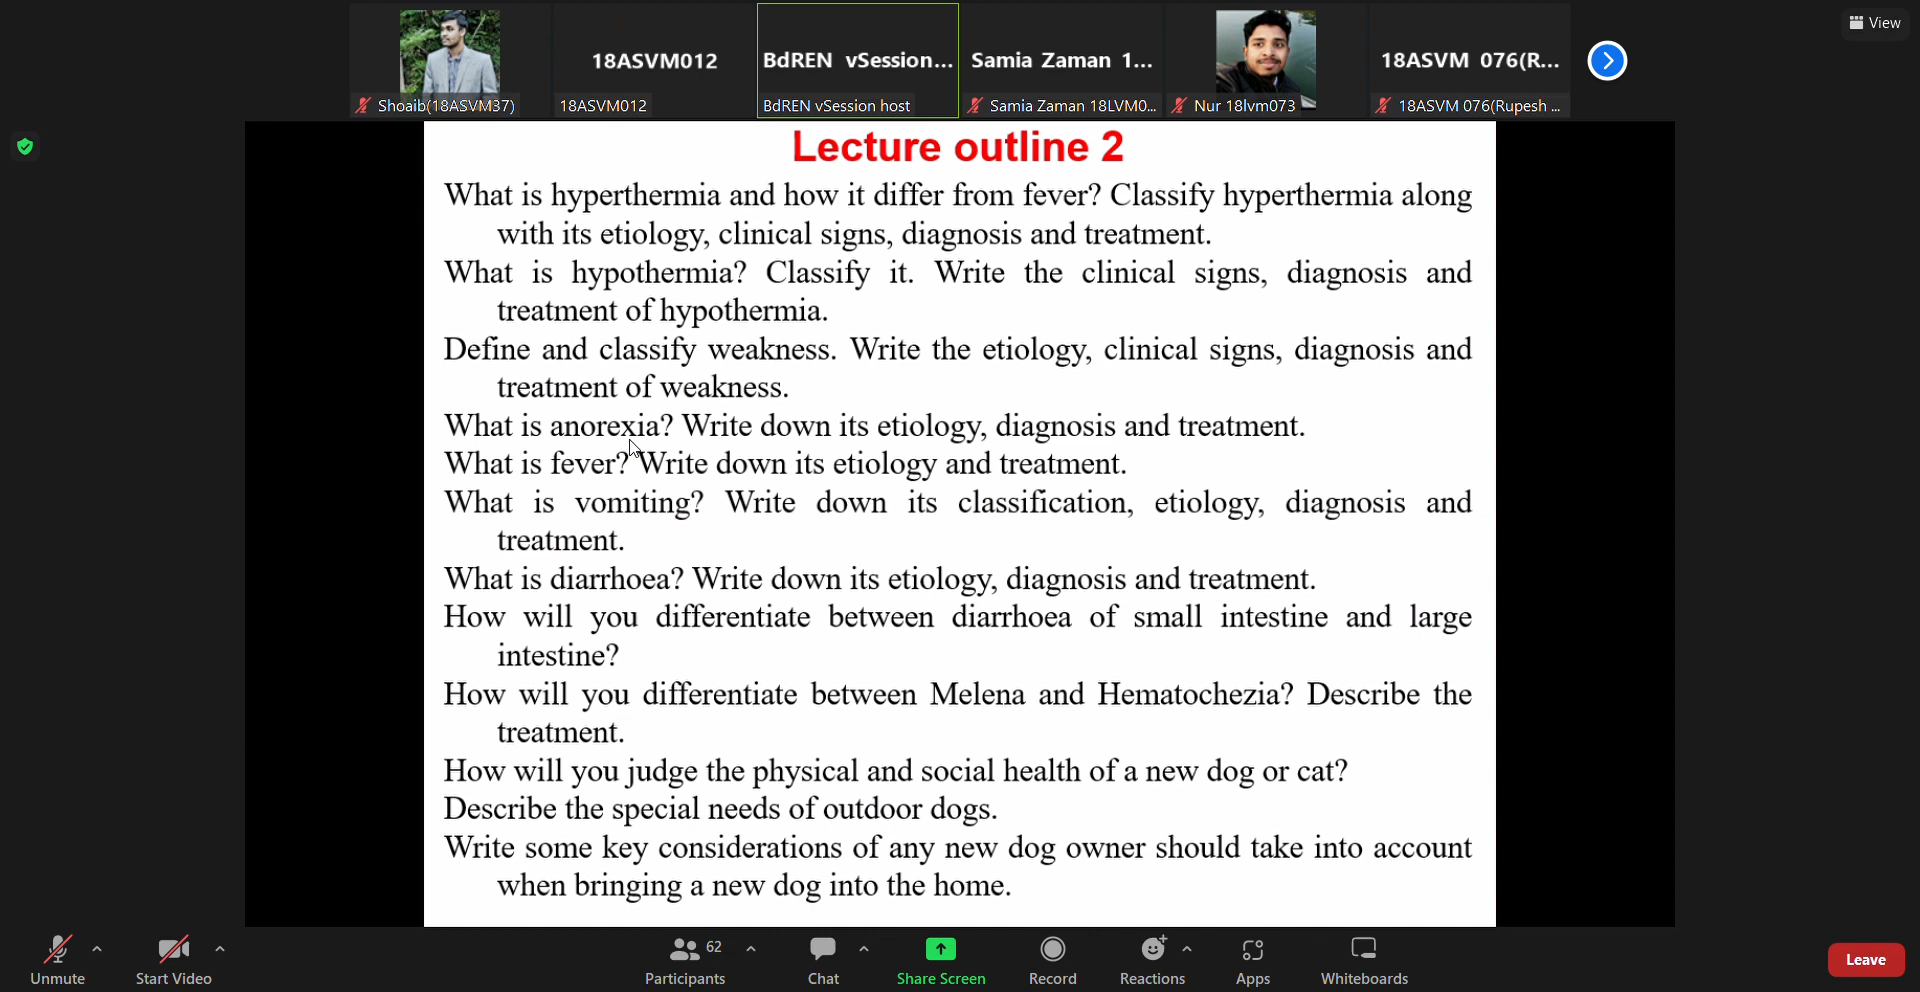 18ASVM012
BdREN vSession...
Samia Zaman 1...
18ASVM 076(R...
View
Shoaib(18ASVM37)
18ASVM012
BdREN vSession host
Samia Zaman 18LVM0...
Nur 18lvm073
18ASVM 076(Rupesh ...
Lecture outline 2
What is hyperthermia and how it differ from fever? Classify hyperthermia along
with its etiology, clinical signs, diagnosis and treatment.
What is hypothermia? Classify it. Write the clinical signs, diagnosis and
treatment of hypothermia.
Define and classify weakness. Write the etiology, clinical signs, diagnosis and
treatment of weakness.
What is anorexia? Write down its etiology, diagnosis and treatment.
What is fever? Write down its etiology and treatment.
What is vomiting? Write down its classification, etiology, diagnosis and
treatment.
What is diarrhoea? Write down its etiology, diagnosis and treatment.
How will you differentiate between diarrhoea of small intestine and large
intestine?
How will you differentiate between Melena and Hematochezia? Describe the
treatment.
How will you judge the physical and social health of a new dog or cat?
Describe the special needs of outdoor dogs.
Write some key considerations of any new dog owner should take into account
when bringing a new dog into the home.
62
Unmute
Start Video
Participants
Chat
Share Screen
Record
Reactions
Apps
Whiteboards
Leave